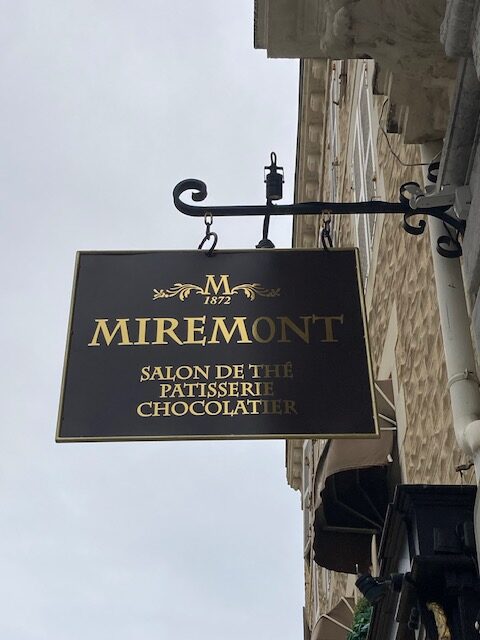 M
1872
MIREMONT
SALON DE THÉ
PATISSERIE
CHOCOLATIER